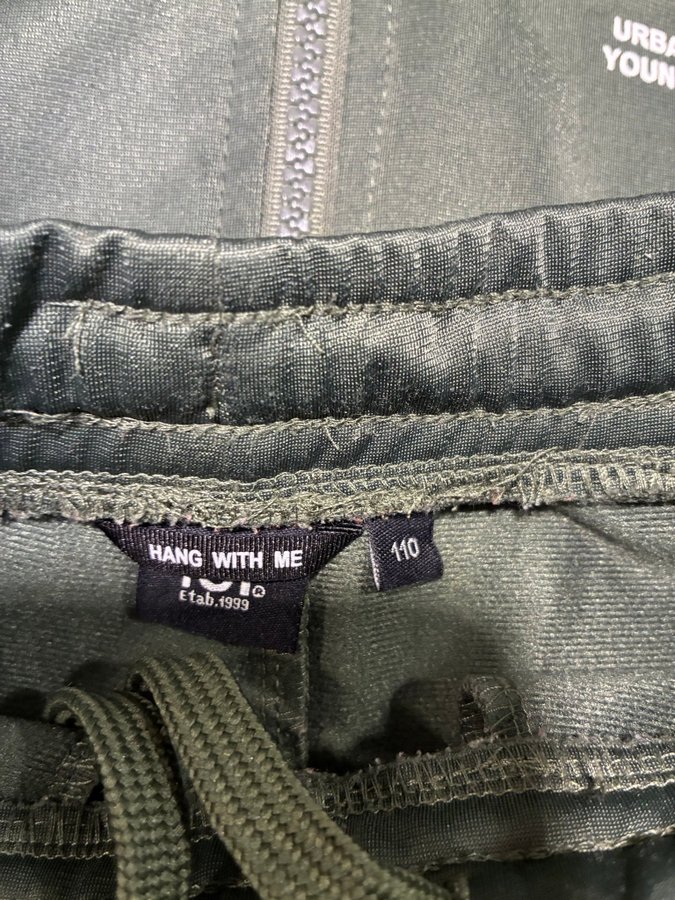 URBA
YOUN
HANG WITH ME
110
®
Etab.1999